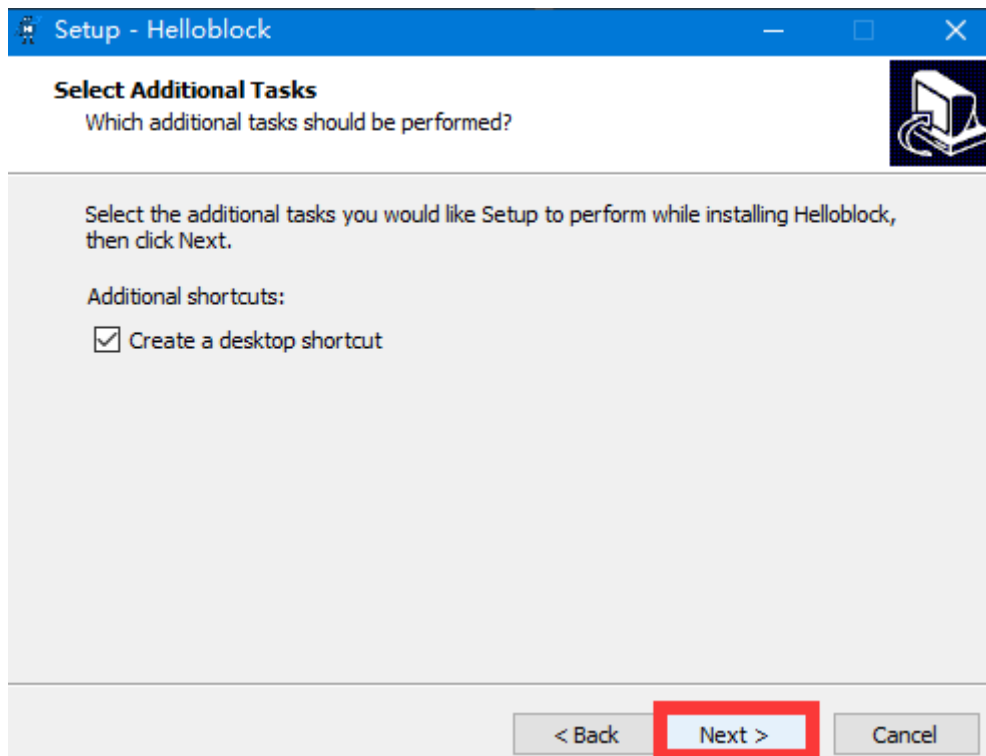 Setup - Helloblock
Select Additional Tasks
Which additional tasks should be performed?
Select the additional tasks you would like Setup to perform while installing Helloblock,
then click Next.
Additional shortcuts:
Create a desktop shortcut
< Back Next > Cancel